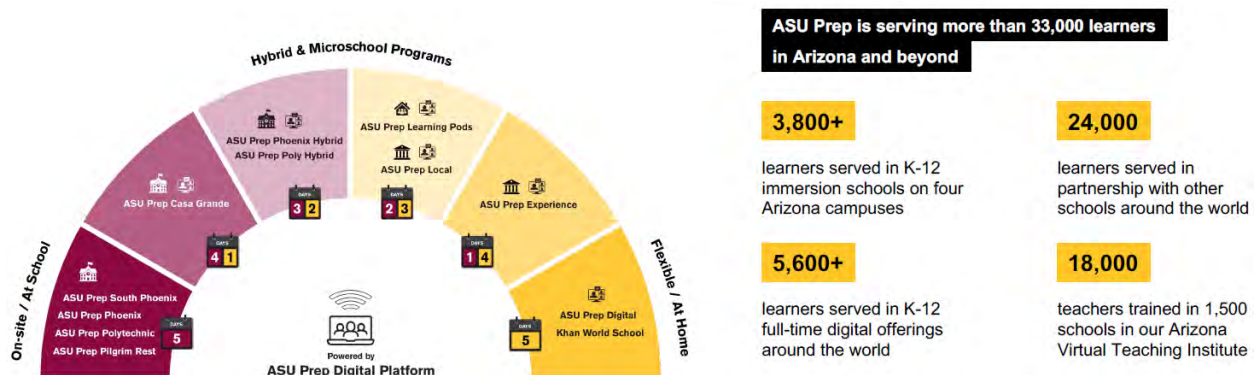 Hybrid & Microschool Programs
On-site / At School
Flexible / At Home
ASU Prep South Phoenix
ASU Prep Phoenix
ASU Prep Polytechnic
ASU Prep Pilgrim Rest
DAYS
5
ASU Prep Casa Grande
DAYS
4 1
ASU Prep Phoenix Hybrid
ASU Prep Poly Hybrid
DAYS
3 2
ASU Prep Learning Pods
ASU Prep Local
DAYS
2 3
ASU Prep Experience
DAYS
1 4
ASU Prep Digital
Khan World School
DAYS
5
Powered by
ASU Prep Digital Platform
ASU Prep is serving more than 33,000 learners
in Arizona and beyond
3,800+
learners served in K-12
immersion schools on four
Arizona campuses
24,000
learners served in
partnership with other
schools around the world
5,600+
learners served in K-12
full-time digital offerings
around the world
18,000
teachers trained in 1,500
schools in our Arizona
Virtual Teaching Institute